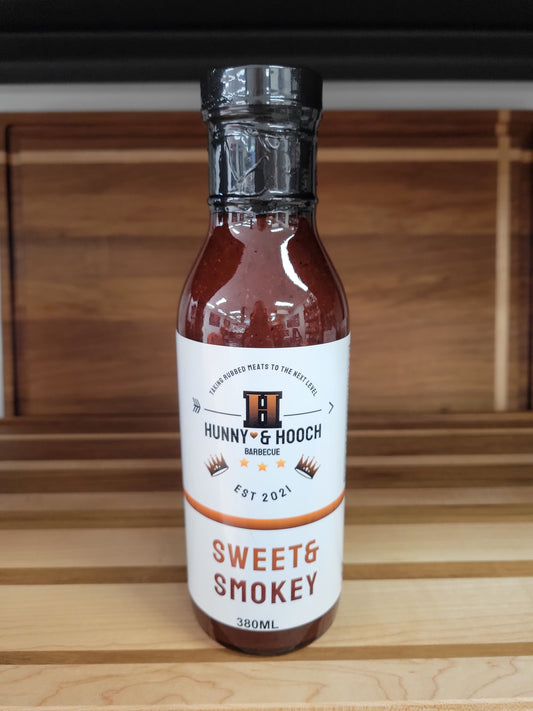 TAKING RUBBED MEATS TO THE NEXT LEVEL
H
HUNNY & HOOCH
BARBECUE
EST 2021
SWEET&
SMOKEY
380ML